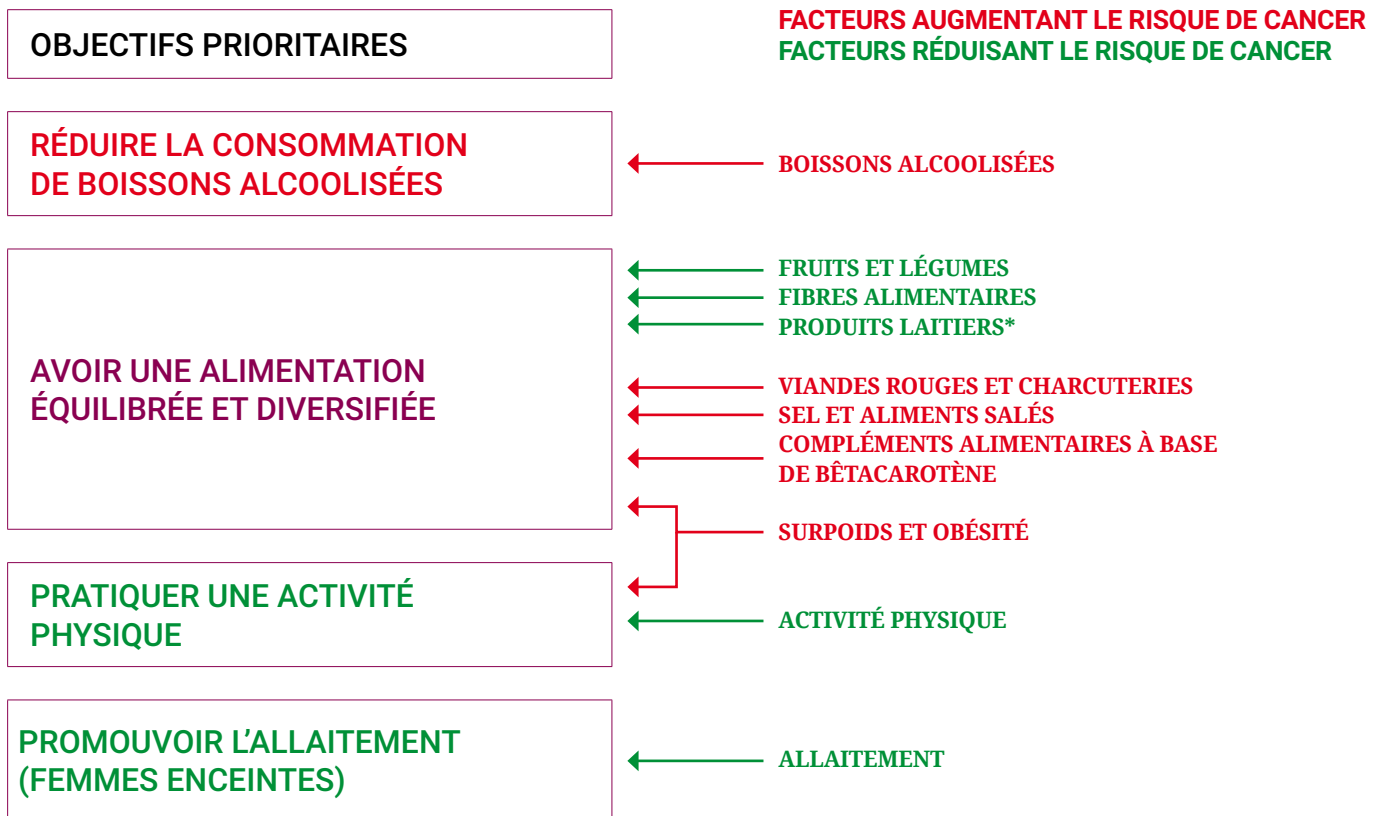 OBJECTIFS PRIORITAIRES
FACTEURS AUGMENTANT LE RISQUE DE CANCER
FACTEURS RÉDUISANT LE RISQUE DE CANCER
RÉDUIRE LA CONSOMMATION
DE BOISSONS ALCOOLISÉES
BOISSONS ALCOOLISÉES
AVOIR UNE ALIMENTATION
ÉQUILIBRÉE ET DIVERSIFIÉE
FRUITS ET LÉGUMES
FIBRES ALIMENTAIRES
PRODUITS LAITIERS*
VIANDES ROUGES ET CHARCUTERIES
SEL ET ALIMENTS SALÉS
COMPLÉMENTS ALIMENTAIRES À BASE
DE BÊTACAROTÈNE
SURPOIDS ET OBÉSITÉ
PRATIQUER UNE ACTIVITÉ
PHYSIQUE
ACTIVITÉ PHYSIQUE
PROMOUVOIR L'ALLAITEMENT
(FEMMES ENCEINTES)
ALLAITEMENT